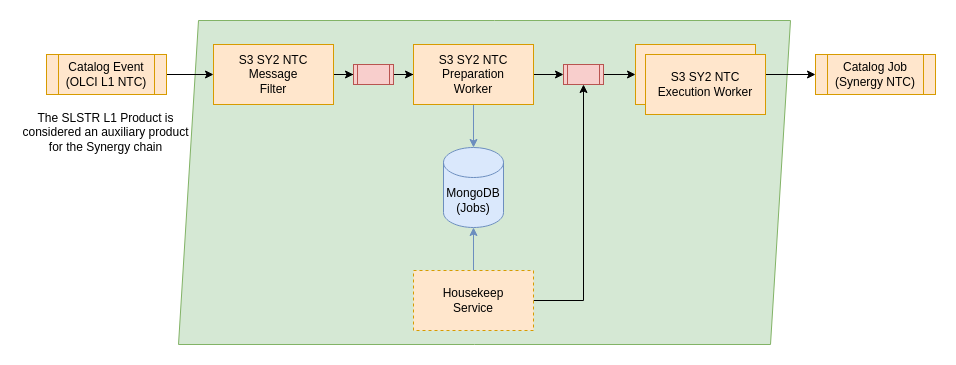 Catalog Event
(OLCI L1 NTC)
The SLSTR L1 Product is
considered an auxiliary product
for the Synergy chain
S3 SY2 NTC
Message
Filter
S3 SY2 NTC
Preparation
Worker
S3 SY2 NTC
Execution Worker
Catalog Job
(Synergy NTC)
MongoDB
(Jobs)
Housekeep
Service